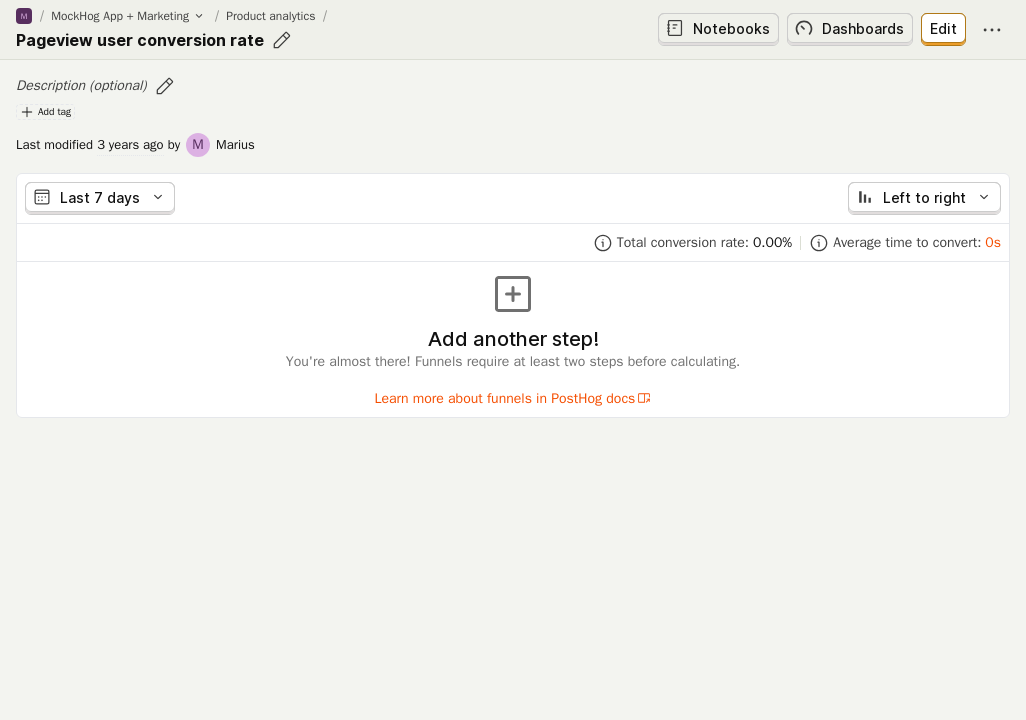 M / MockHog App + Marketing / Product analytics /
Pageview user conversion rate
Notebooks
Dashboards
Edit
Description (optional)
Add tag
Last modified 3 years ago by M Marius
Last 7 days
Left to right
Total conversion rate: 0.00%
Average time to convert: 0s
Add another step!
You're almost there! Funnels require at least two steps before calculating.
Learn more about funnels in PostHog docs